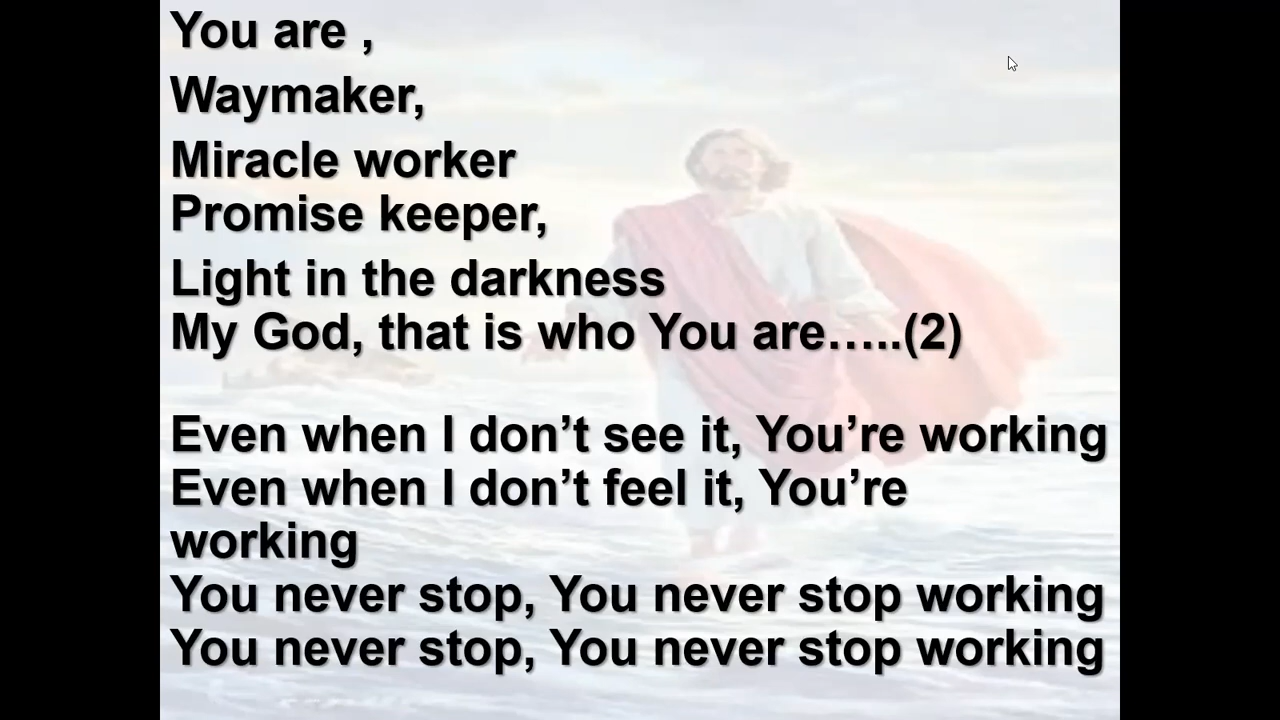 You are ,
Waymaker,
Miracle worker
Promise keeper,
Light in the darkness
My God, that is who You are…..(2)
Even when I don’t see it, You’re working
Even when I don’t feel it, You’re
working
You never stop, You never stop working
You never stop, You never stop working